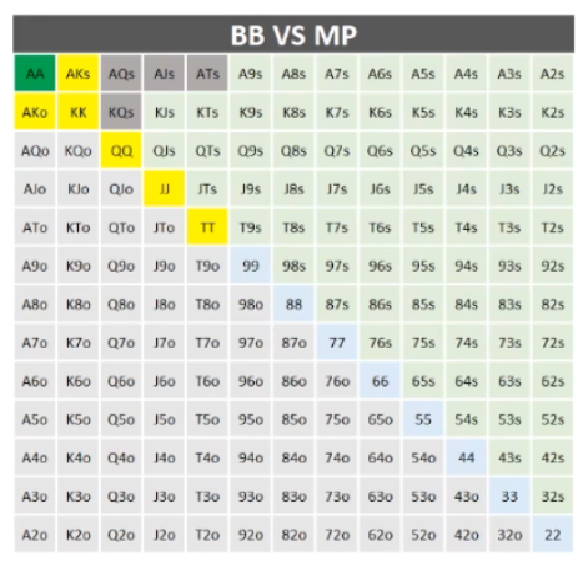 BB VS MP
AA AKs AQs AJs ATs A9s A8s A7s A6s A5s A4s A3s A2s
AKo KK KQs KJs KTs K9s K8s K7s K6s K5s K4s K3s K2s
AQo KQo QQ QJs QTs Q9s Q8s Q7s Q6s Q5s Q4s Q3s Q2s
AJo KJo QJo JJ JTs J9s J8s J7s J6s J5s J4s J3s J2s
ATo KTo QTo JTo TT T9s T8s T7s T6s T5s T4s T3s T2s
A9o K9o Q9o J9o T9o 99 98s 97s 96s 95s 94s 93s 92s
A8o K8o Q8o J8o T8o 98o 88 87s 86s 85s 84s 83s 82s
A7o K7o Q7o J7o T7o 97o 87o 77 76s 75s 74s 73s 72s
A6o K6o Q6o J6o T6o 96o 86o 76o 66 65s 64s 63s 62s
A5o K5o Q5o J5o T5o 95o 85o 75o 65o 55 54s 53s 52s
A4o K4o Q4o J4o T4o 94o 84o 74o 64o 54o 44 43s 42s
A3o K3o Q3o J3o T3o 93o 83o 73o 63o 53o 43o 33 32s
A2o K2o Q2o J2o T2o 92o 82o 72o 62o 52o 42o 32o 22